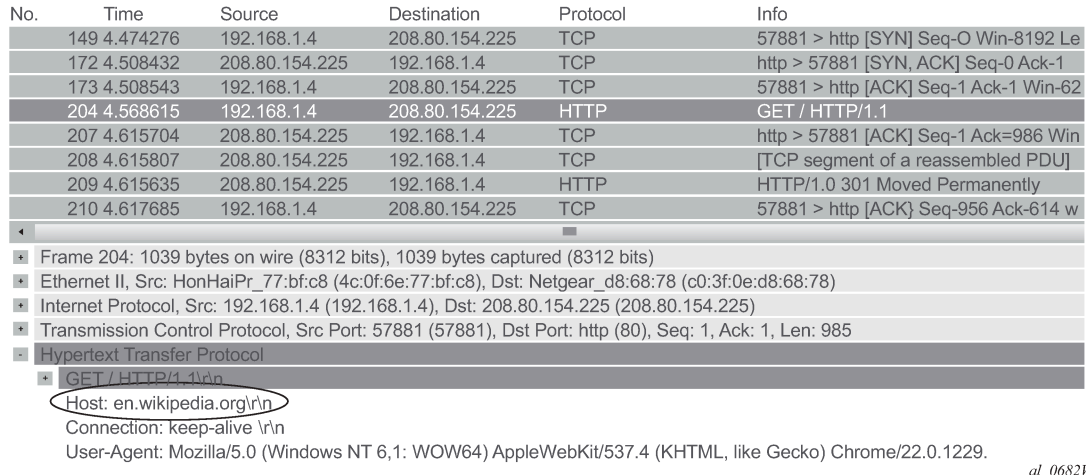 No. Time Source Destination Protocol Info
149 4.474276 192.168.1.4 208.80.154.225 TCP 57881 > http [SYN] Seq-O Win-8192 Le
172 4.508432 208.80.154.225 192.168.1.4 TCP http > 57881 [SYN, ACK] Seq-0 Ack-1
173 4.508543 192.168.1.4 208.80.154.225 TCP 57881 > http [ACK] Seq-1 Ack-1 Win-62
204 4.568615 192.168.1.4 208.80.154.225 HTTP GET / HTTP/1.1
207 4.615704 208.80.154.225 192.168.1.4 TCP http > 57881 [ACK] Seq-1 Ack=986 Win
208 4.615807 208.80.154.225 192.168.1.4 TCP [TCP segment of a reassembled PDU]
209 4.615635 208.80.154.225 192.168.1.4 HTTP HTTP/1.0 301 Moved Permanently
210 4.617685 192.168.1.4 208.80.154.225 TCP 57881 > http [ACK} Seq-956 Ack-614 w
Frame 204: 1039 bytes on wire (8312 bits), 1039 bytes captured (8312 bits)
Ethernet II, Src: HonHaiPr_77:bf:c8 (4c:0f:6e:77:bf:c8), Dst: Netgear_d8:68:78 (c0:3f:0e:d8:68:78)
Internet Protocol, Src: 192.168.1.4 (192.168.1.4), Dst: 208.80.154.225 (208.80.154.225)
Transmission Control Protocol, Src Port: 57881 (57881), Dst Port: http (80), Seq: 1, Ack: 1, Len: 985
Hypertext Transfer Protocol
GET / HTTP/1.1\r\n
Host: en.wikipedia.org\r\n
Connection: keep-alive \r\n
User-Agent: Mozilla/5.0 (Windows NT 6,1: WOW64) AppleWebKit/537.4 (KHTML, like Gecko) Chrome/22.0.1229.